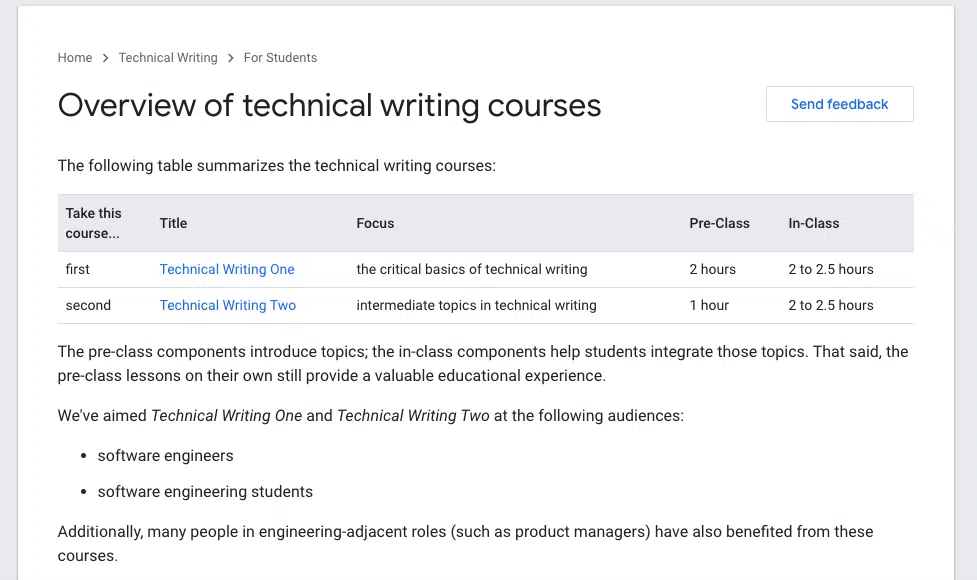 Home > Technical Writing > For Students
Overview of technical writing courses
Send feedback
The following table summarizes the technical writing courses:
Take this course... Title Focus Pre-Class In-Class
first Technical Writing One the critical basics of technical writing 2 hours 2 to 2.5 hours
second Technical Writing Two intermediate topics in technical writing 1 hour 2 to 2.5 hours
The pre-class components introduce topics; the in-class components help students integrate those topics. That said, the
pre-class lessons on their own still provide a valuable educational experience.
We've aimed Technical Writing One and Technical Writing Two at the following audiences:
• software engineers
• software engineering students
Additionally, many people in engineering-adjacent roles (such as product managers) have also benefited from these
courses.